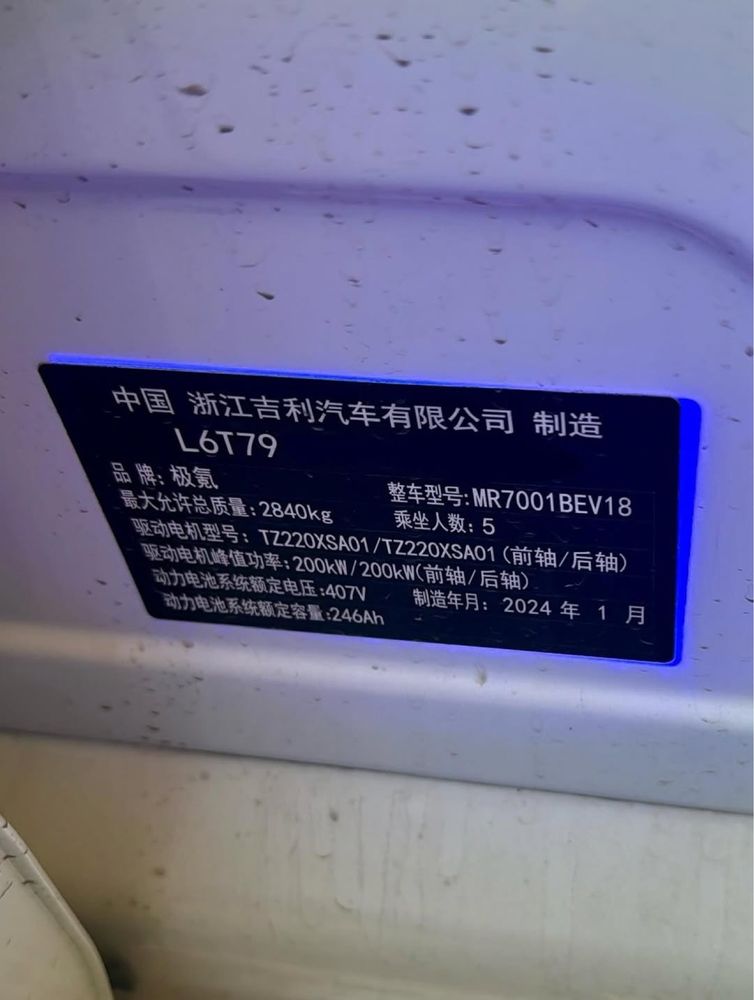 中国 浙江吉利汽车有限公司 制造
L6T79
品牌:极氪 整车型号:MR7001BEV18
最大允许总质量:2840kg 乘坐人数:5
驱动电机型号: TZ220XSA01/TZ220XSA01(前轴/后轴)
驱动电机峰值功率:200kW/200kW(前轴/后轴)
动力电池系统额定电压:407V 制造年月: 2024 年 1 月
动力电池系统额定容量:246Ah